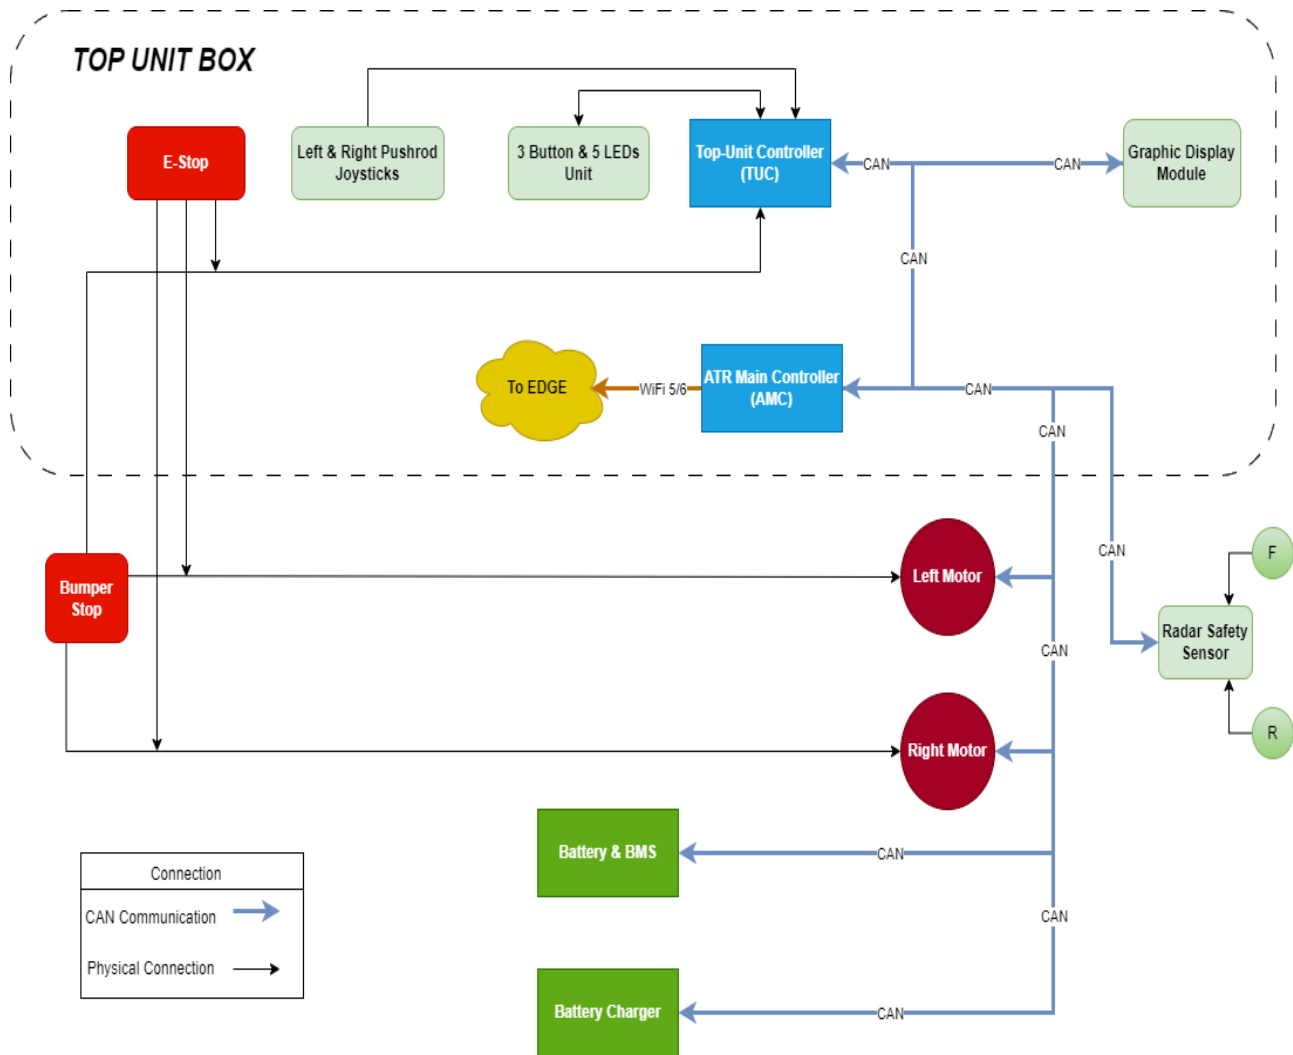 TOP UNIT BOX
E-Stop
Left & Right Pushrod
Joysticks
3 Button & 5 LEDs
Unit
Top-Unit Controller
(TUC)
CAN
CAN
Graphic Display
Module
CAN
To EDGE
WiFi 5/6
ATR Main Controller
(AMC)
CAN
CAN
CAN
Bumper
Stop
Left Motor
F
Radar Safety
Sensor
CAN
R
Right Motor
Battery & BMS
CAN
Connection
CAN Communication
Physical Connection
CAN
Battery Charger
CAN